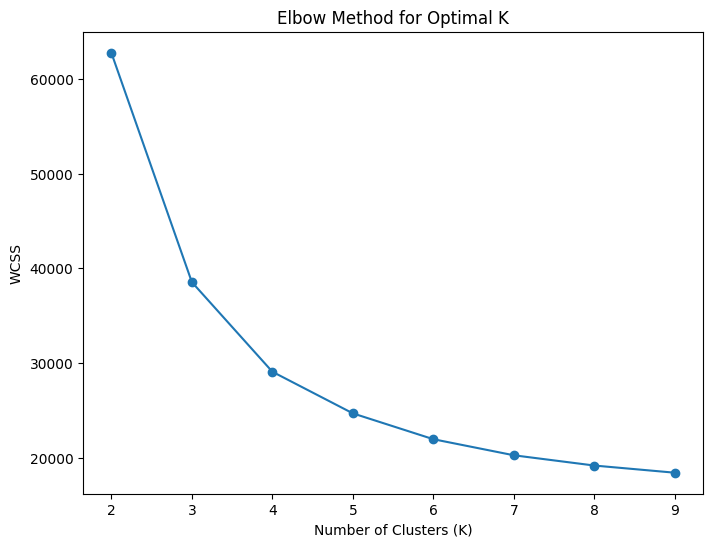 Elbow Method for Optimal K
60000
50000
40000
30000
20000
WCSS
2 3 4 5 6 7 8 9
Number of Clusters (K)